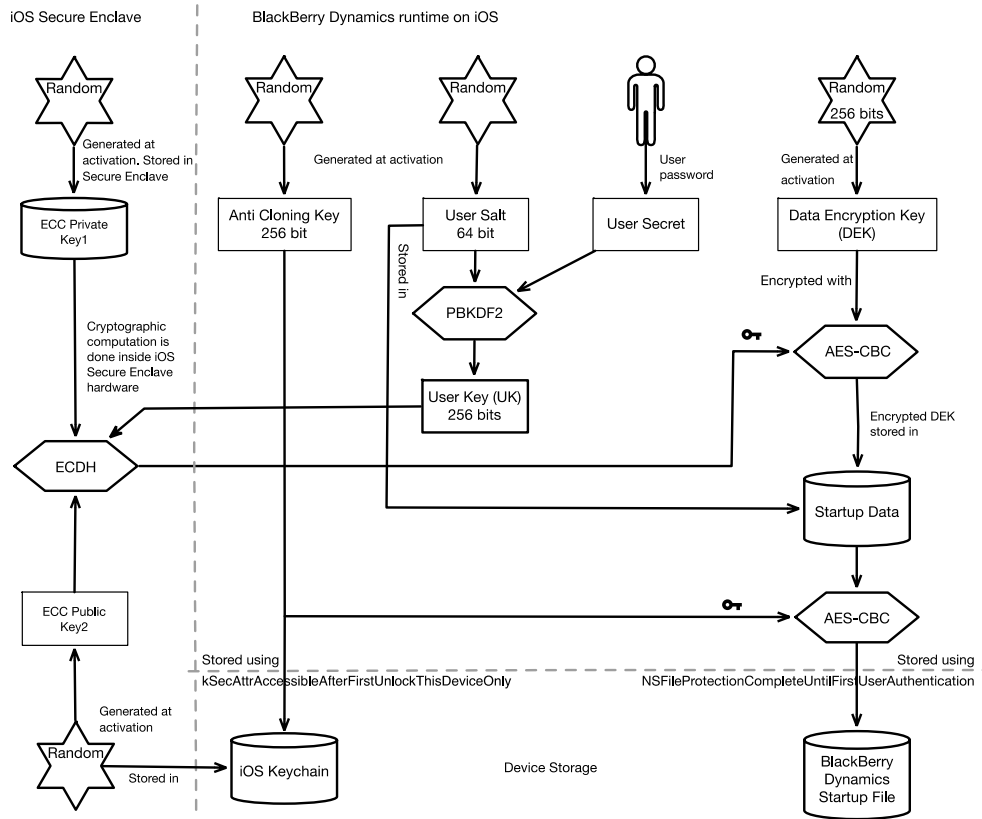 iOS Secure Enclave
BlackBerry Dynamics runtime on iOS
Random
Random
Random
Random
256 bits
Generated at
activation. Stored in
Secure Enclave
Generated at activation
User
password
Generated at
activation
ECC Private
Key1
Anti Cloning Key
256 bit
User Salt
64 bit
User Secret
Data Encryption Key
(DEK)
Stored in
Encrypted with
PBKDF2
Cryptographic
computation is
done inside iOS
Secure Enclave
hardware
AES-CBC
User Key (UK)
256 bits
Encrypted DEK
stored in
ECDH
Startup Data
ECC Public
Key2
AES-CBC
Stored using
kSecAttrAccessibleAfterFirstUnlockThisDeviceOnly
Stored using
NSFileProtectionCompleteUntilFirstUserAuthentication
Generated at
activation
Random
Stored in
iOS Keychain
Device Storage
BlackBerry
Dynamics
Startup File